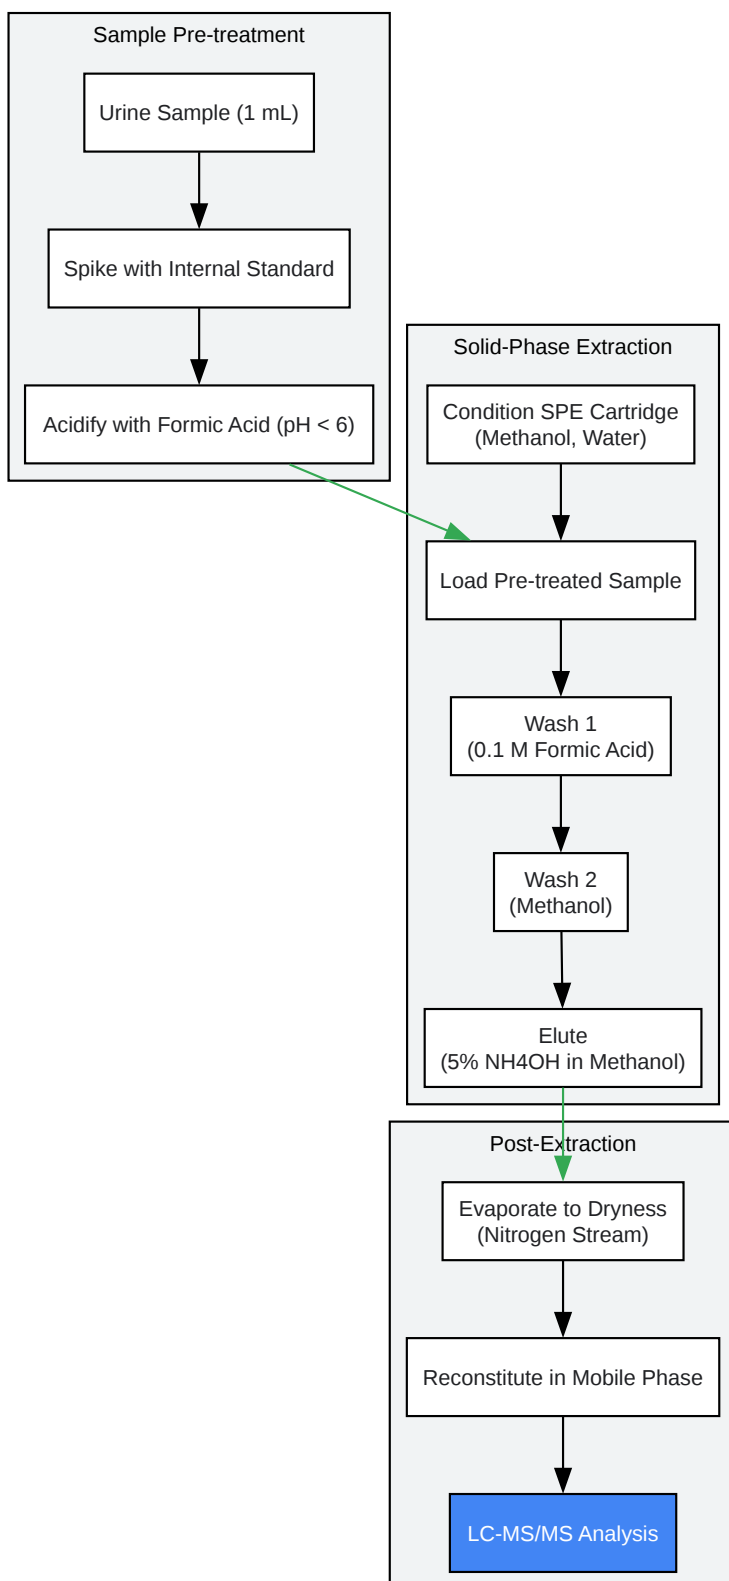 Sample Pre-treatment
Urine Sample (1 mL)
Spike with Internal Standard
Acidify with Formic Acid (pH < 6)
Solid-Phase Extraction
Condition SPE Cartridge
(Methanol, Water)
Load Pre-treated Sample
Wash 1
(0.1 M Formic Acid)
Wash 2
(Methanol)
Elute
(5% NH4OH in Methanol)
Post-Extraction
Evaporate to Dryness
(Nitrogen Stream)
Reconstitute in Mobile Phase
LC-MS/MS Analysis